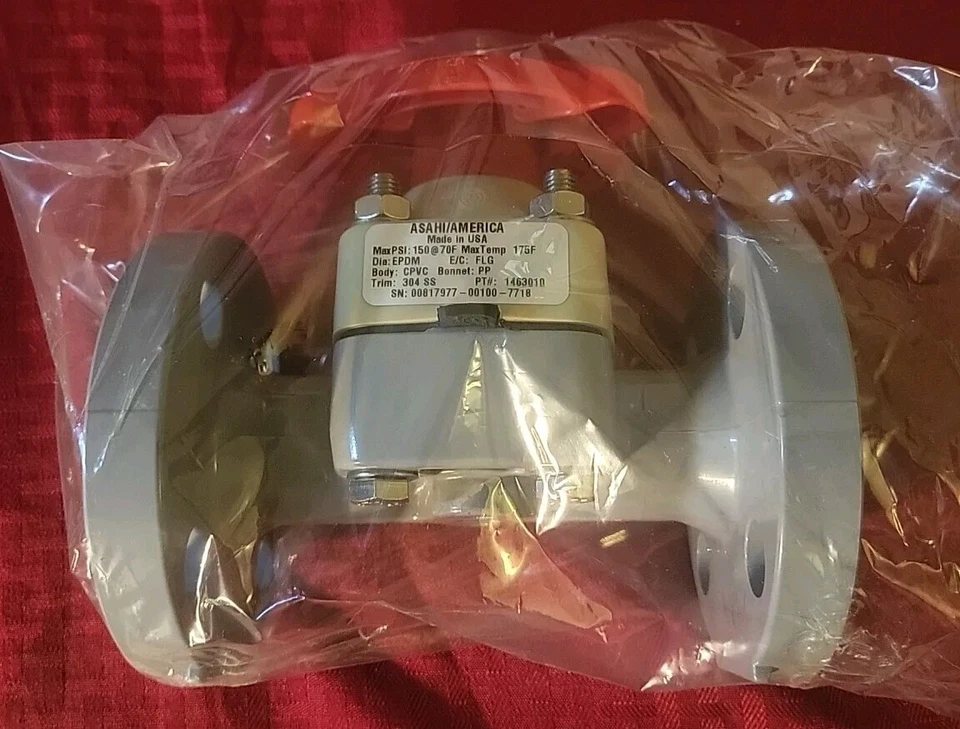 ASAHI/AMERICA
Made in USA
MaxPSI:150@70F MaxTemp 175F
Dia:EPDM E/C: FLG
Body: CPVC Bonnet: PP
Trim: 304 SS PT#: 1463010
SN: 00817977-00100-7718